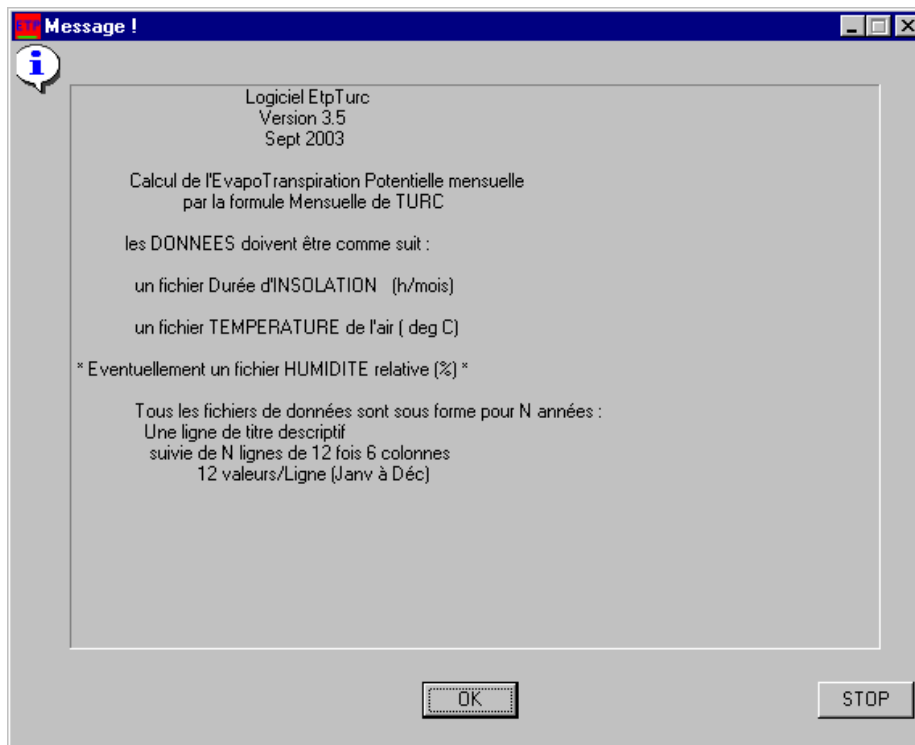 ETP Message !
Logiciel EtpTurc
Version 3.5
Sept 2003
Calcul de l'EvapoTranspiration Potentielle mensuelle
par la formule Mensuelle de TURC
les DONNEES doivent être comme suit :
un fichier Durée d'INSOLATION (h/mois)
un fichier TEMPERATURE de l'air ( deg C)
* Eventuellement un fichier HUMIDITE relative (%) *
Tous les fichiers de données sont sous forme pour N années :
Une ligne de titre descriptif
suivie de N lignes de 12 fois 6 colonnes
12 valeurs/Ligne (Janv à Déc)
OK
STOP